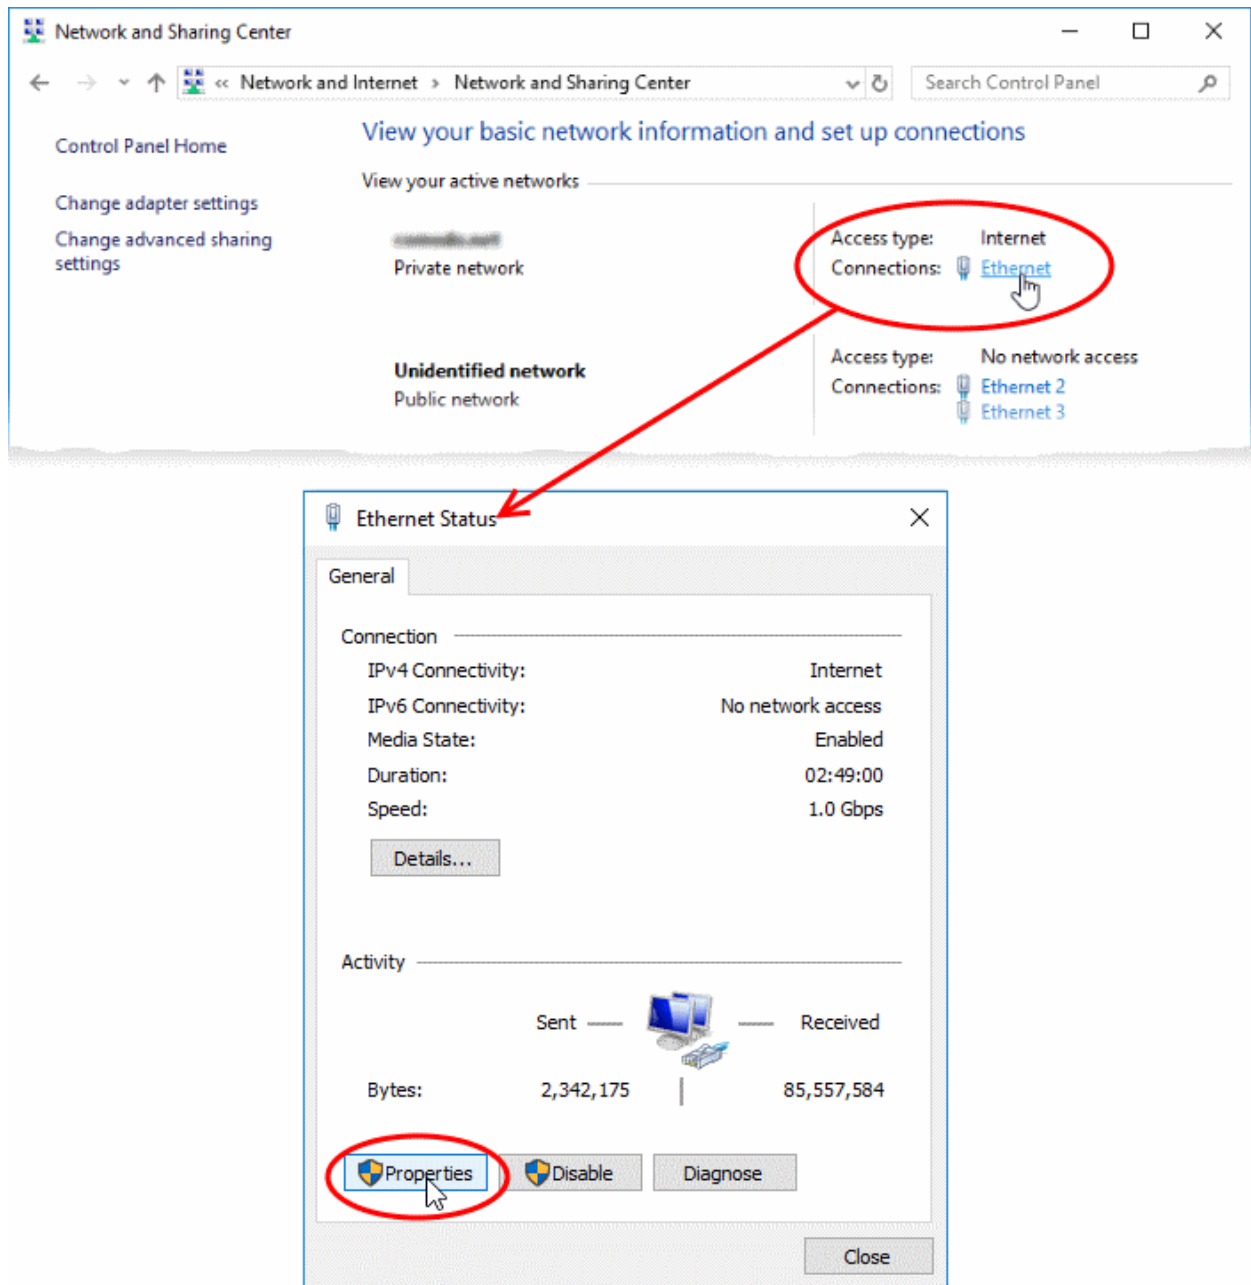 Network and Sharing Center
« Network and Internet › Network and Sharing Center
Search Control Panel
Control Panel Home
Change adapter settings
Change advanced sharing
settings
View your basic network information and set up connections
View your active networks
Private network
Access type: Internet
Connections: Ethernet
Unidentified network
Public network
Access type: No network access
Connections: Ethernet 2
Ethernet 3
Ethernet Status
General
Connection
IPv4 Connectivity: Internet
IPv6 Connectivity: No network access
Media State: Enabled
Duration: 02:49:00
Speed: 1.0 Gbps
Details...
Activity
Sent Received
Bytes: 2,342,175 85,557,584
Properties Disable Diagnose
Close